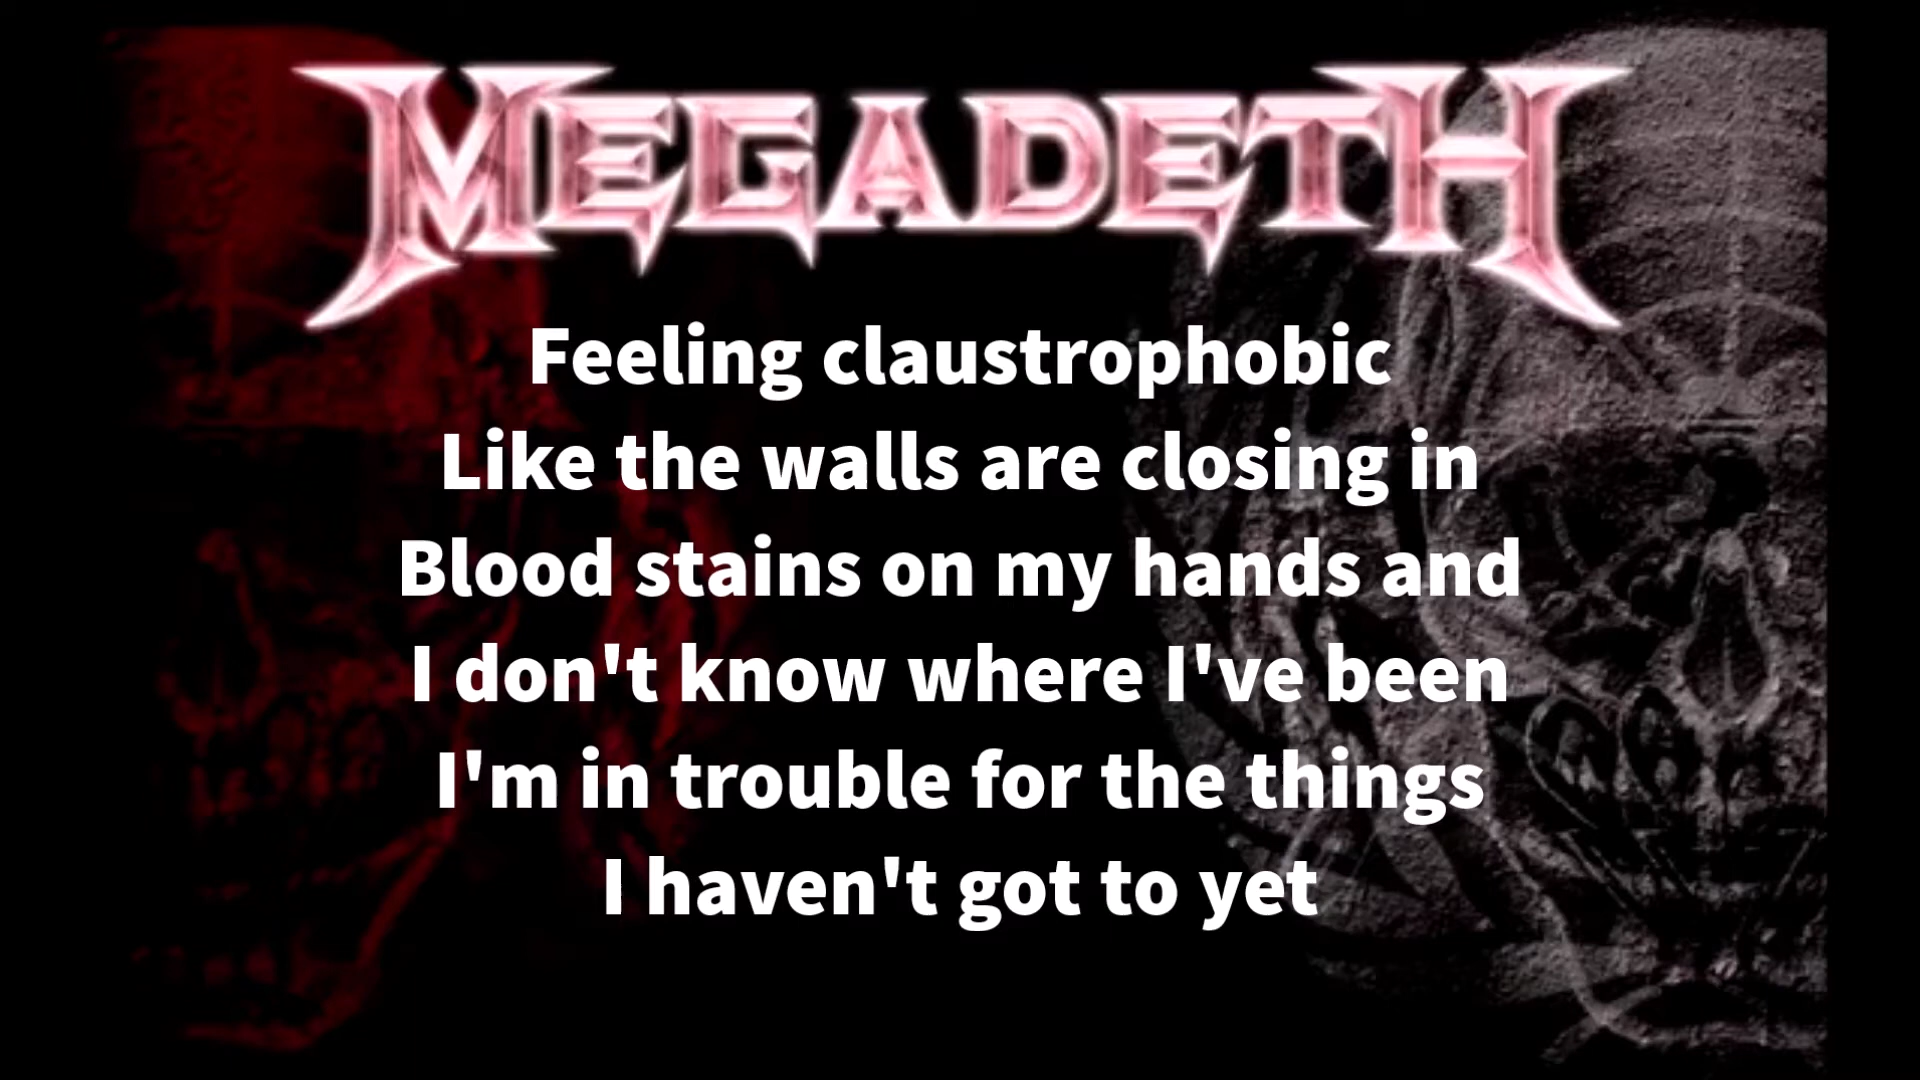 MEGADETH
Feeling claustrophobic
Like the walls are closing in
Blood stains on my hands and
I don't know where I've been
I'm in trouble for the things
I haven't got to yet